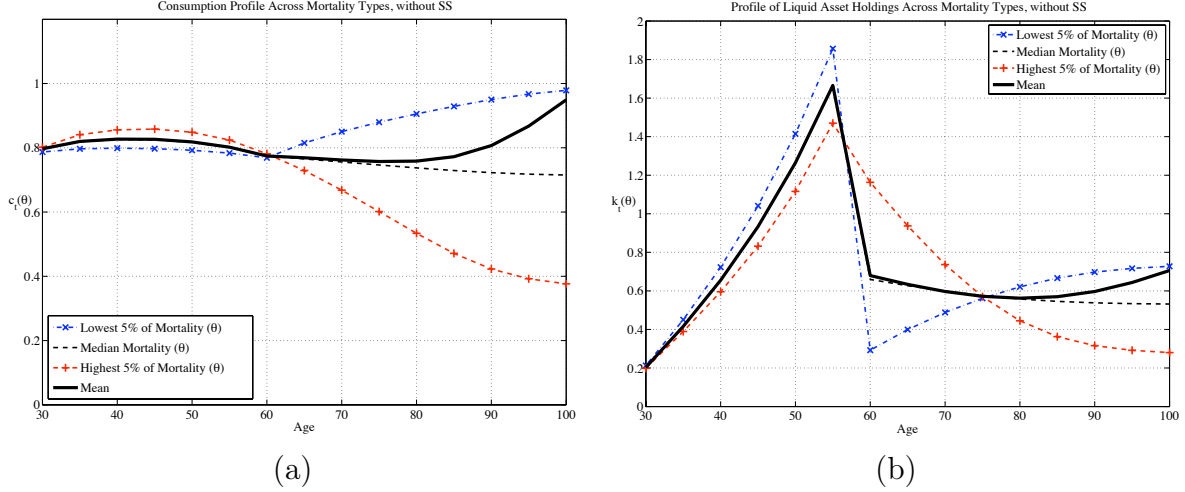 Consumption Profile Across Mortality Types, without SS
1
0.8
c_t(θ)
0.6
0.4
0.2
0
Lowest 5% of Mortality (θ)
Median Mortality (θ)
Highest 5% of Mortality (θ)
Mean
30 40 50 60 70 80 90 100
Age
(a)
Profile of Liquid Asset Holdings Across Mortality Types, without SS
2
1.8
1.6
1.4
1.2
k_t(θ)
1
0.8
0.6
0.4
0.2
0
Lowest 5% of Mortality (θ)
Median Mortality (θ)
Highest 5% of Mortality (θ)
Mean
30 40 50 60 70 80 90 100
Age
(b)